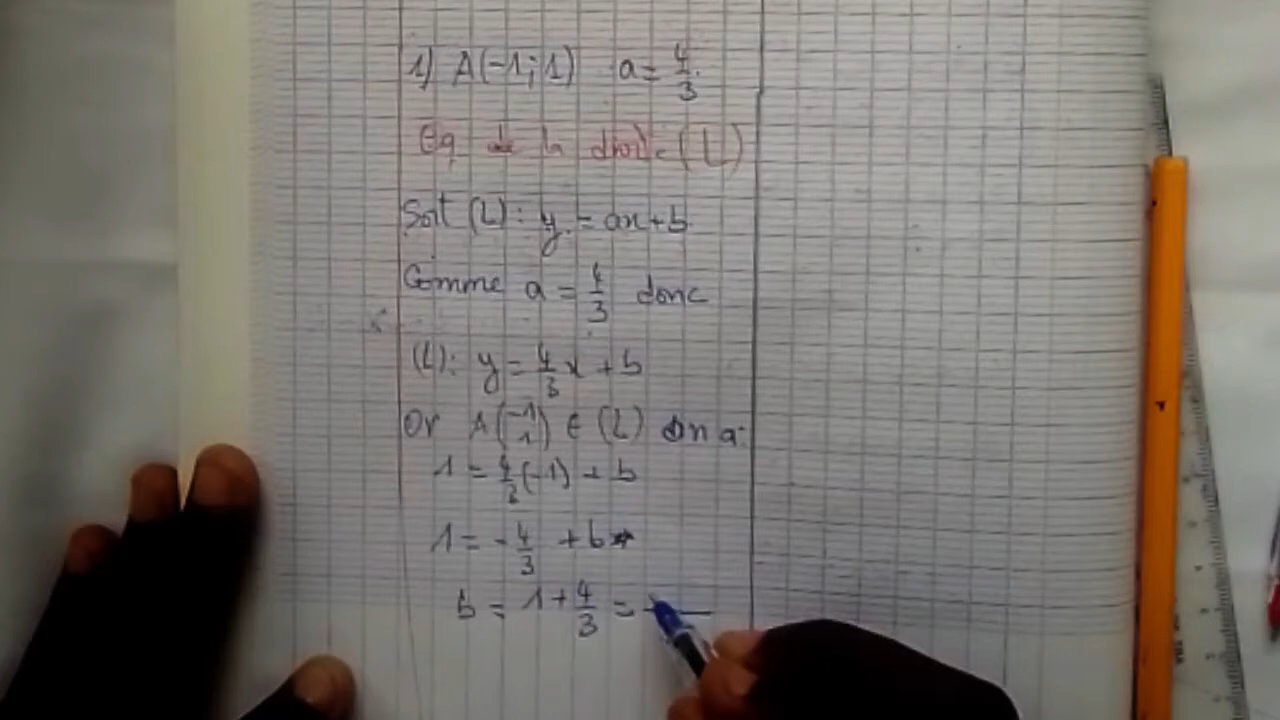 1) A(-1;1) a = 4/3.
Eq de la droite (L)
Soit (L): y = ax+b
Comme a = 4/3 donc
(L): y = 4/3 x + b
Or A(-1 1) ∈ (L) on a
1 = 4/3 (-1) + b
1 = - 4/3 + b
b = 1 + 4/3 =